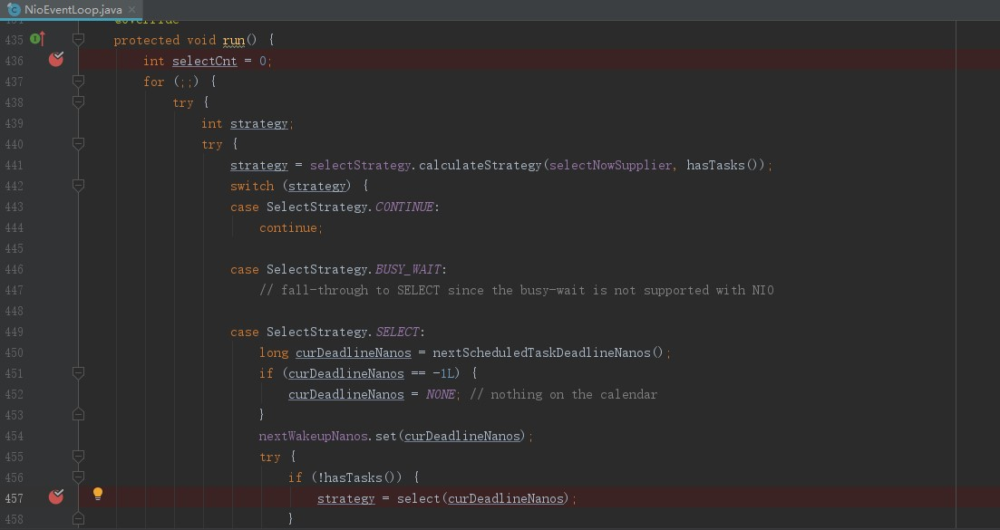 NioEventLoop.java
434 @Override
435 protected void run() {
436 int selectCnt = 0;
437 for (;;) {
438 try {
439 int strategy;
440 try {
441 strategy = selectStrategy.calculateStrategy(selectNowSupplier, hasTasks());
442 switch (strategy) {
443 case SelectStrategy.CONTINUE:
444 continue;
445
446 case SelectStrategy.BUSY_WAIT:
447 // fall-through to SELECT since the busy-wait is not supported with NIO
448
449 case SelectStrategy.SELECT:
450 long curDeadlineNanos = nextScheduledTaskDeadlineNanos();
451 if (curDeadlineNanos == -1L) {
452 curDeadlineNanos = NONE; // nothing on the calendar
453 }
454 nextWakeupNanos.set(curDeadlineNanos);
455 try {
456 if (!hasTasks()) {
457 strategy = select(curDeadlineNanos);
458 }